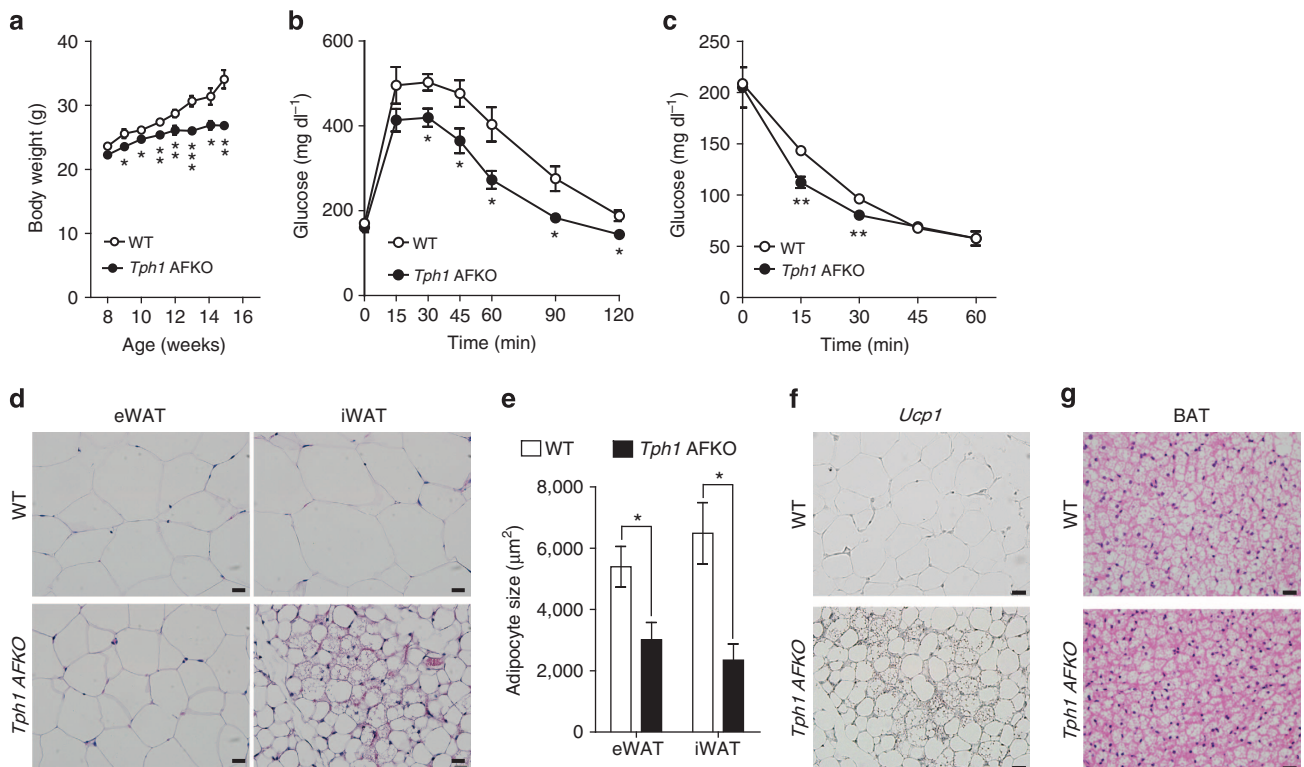 a
Body weight (g)
40
30
20
10
0
* * ** ** *** * **
WT
Tph1 AFKO
8 10 12 14 16
Age (weeks)
b
Glucose (mg dl–1)
600
400
200
0
* * * * *
WT
Tph1 AFKO
0 15 30 45 60 90 120
Time (min)
c
Glucose (mg dl–1)
250
200
150
100
50
0
** **
WT
Tph1 AFKO
0 15 30 45 60
Time (min)
d
eWAT iWAT
WT
Tph1 AFKO
e
WT Tph1 AFKO
Adipocyte size (μm2)
8,000
6,000
4,000
2,000
0
* *
eWAT iWAT
f
Ucp1
WT
Tph1 AFKO
g
BAT
WT
Tph1 AFKO